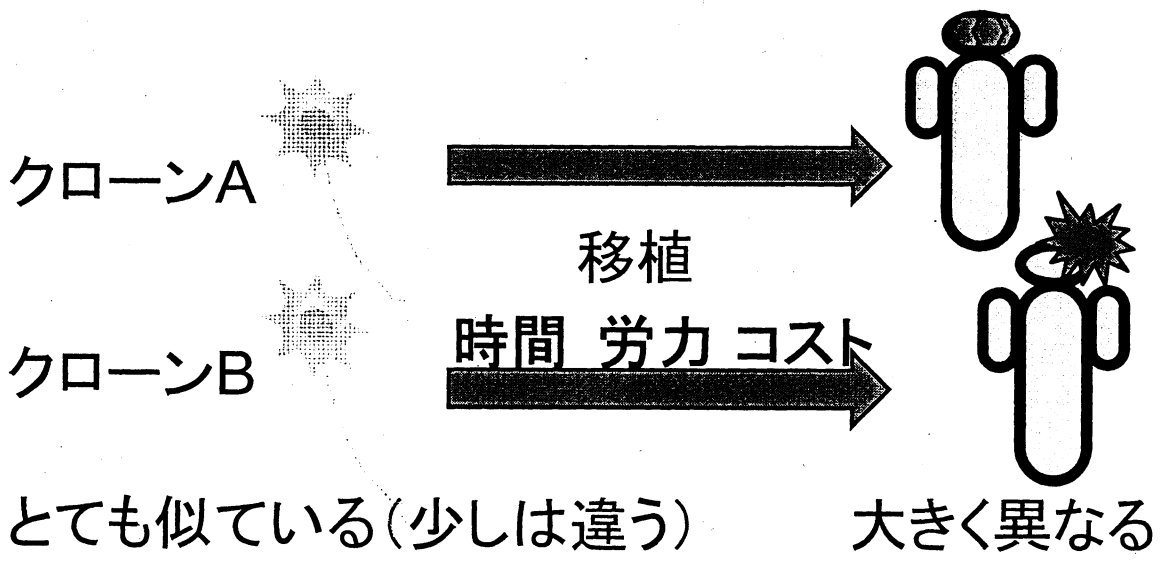 クローンA
移植
時間 労力 コスト
クローンB
とても似ている(少しは違う)
大きく異なる